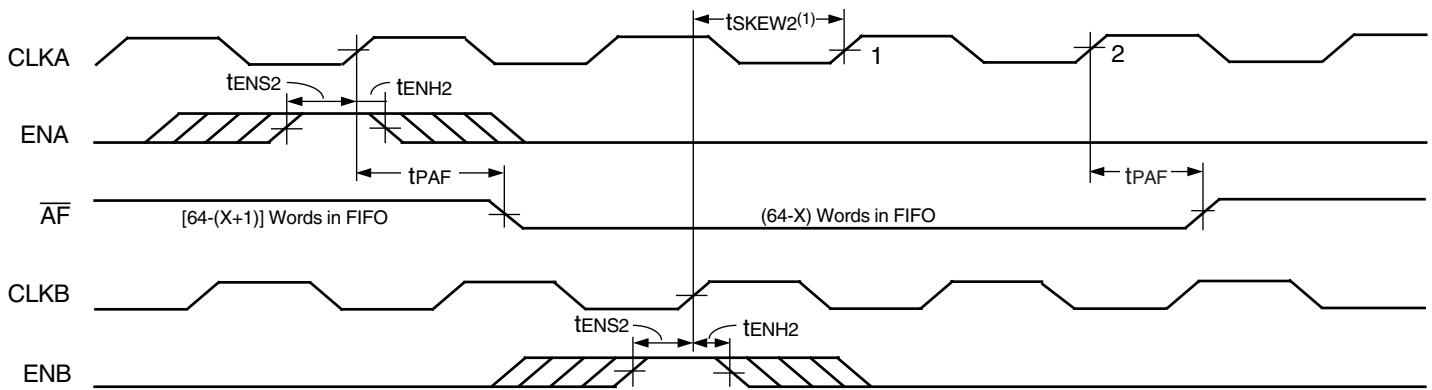 tSKEW2(1)
CLKA
1
2
tENS2
tENH2
ENA
tPAF
tPAF
AF
[64-(X+1)] Words in FIFO
(64-X) Words in FIFO
CLKB
tENS2
tENH2
ENB